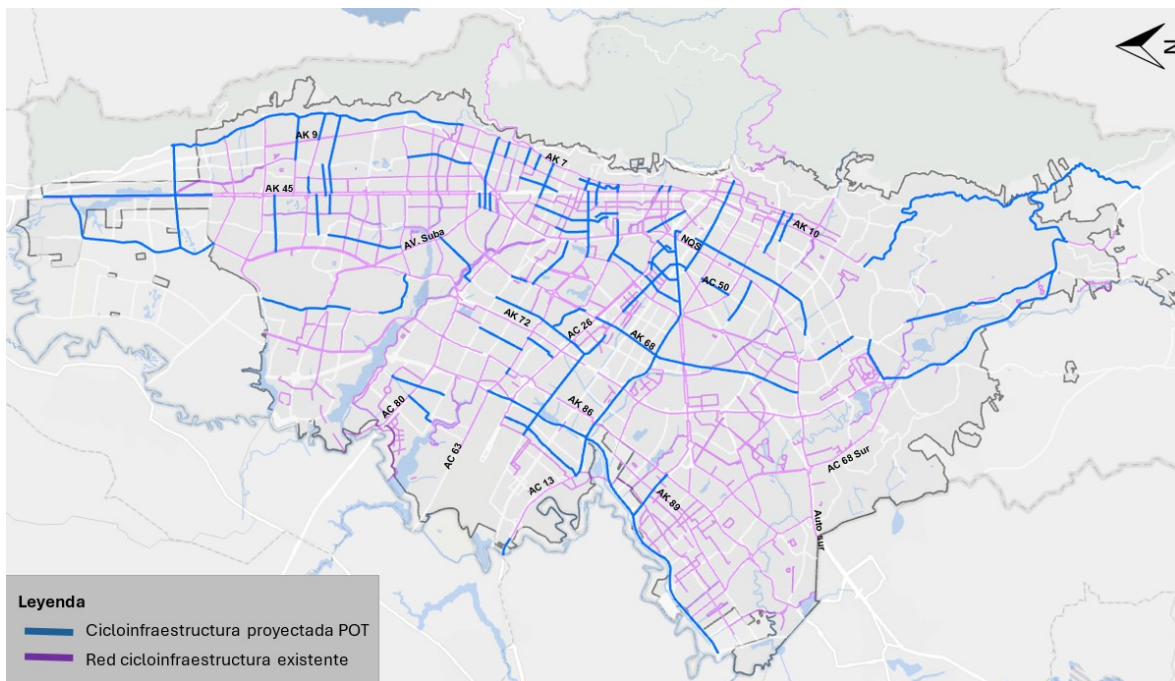 N
AK 9
AK 7
AK 45
AV. Suba
NQS
AK 10
AC 50
AK 72
AC 26
AK 68
AC 80
AK 86
AC 63
AC 13
AK 89
AC 68 Sur
Auto Sur
Leyenda
Cicloinfraestructura proyectada POT
Red cicloinfraestructura existente